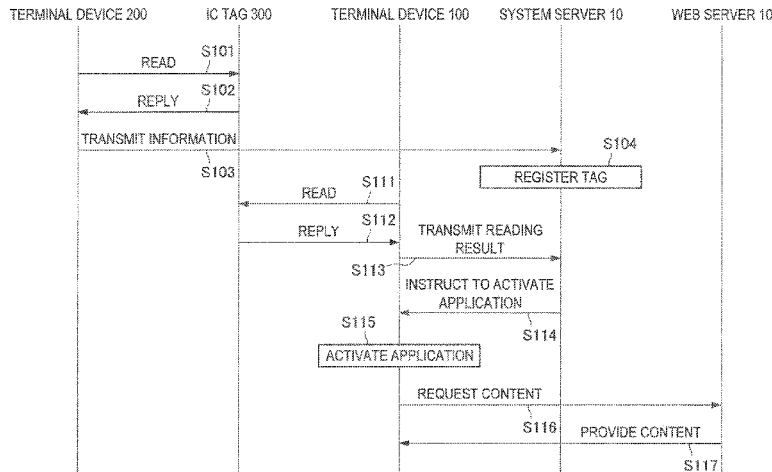 TERMINAL DEVICE 200
IC TAG 300
TERMINAL DEVICE 100
SYSTEM SERVER 10
WEB SERVER 10
S101
READ
S102
REPLY
TRANSMIT INFORMATION
S103
S104
REGISTER TAG
S111
READ
S112
REPLY
TRANSMIT READING
RESULT
S113
INSTRUCT TO ACTIVATE
APPLICATION
S114
S115
ACTIVATE APPLICATION
REQUEST CONTENT
S116
PROVIDE CONTENT
S117